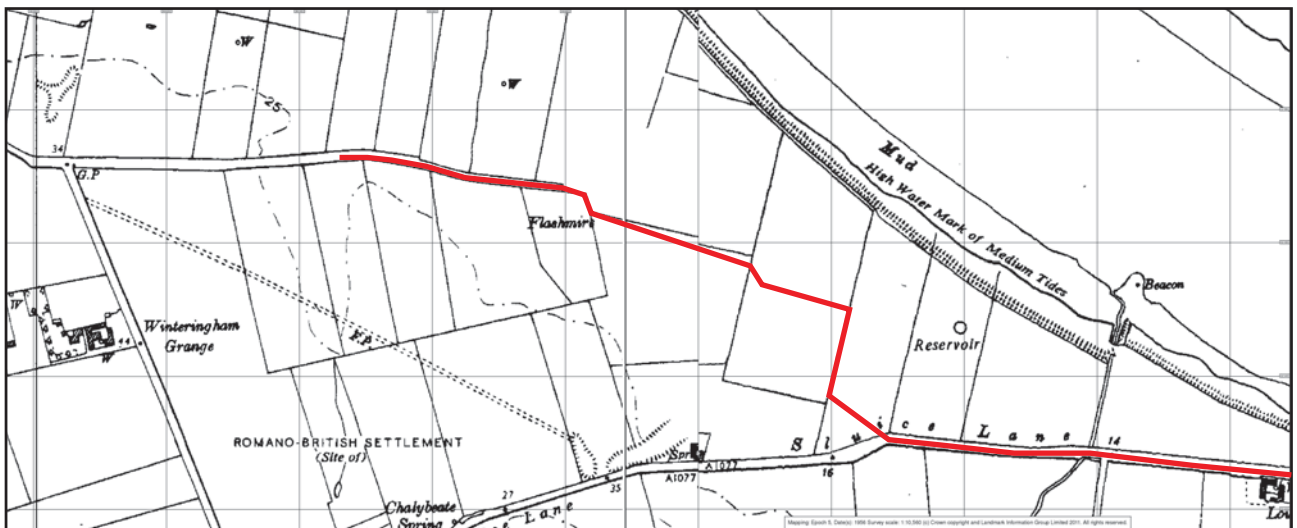 W
W
W
25
34
G.P
Mud
High Water Mark of Medium Tides
Flashmire
Beacon
W
Winteringham
Grange
44
W
F.P.
Reservoir
ROMANO-BRITISH SETTLEMENT
(Site of)
Sluice Lane
14
Spring
A1077
A1077
16
35
27
Chalybeate
Spring
Lane
Mapping: Epoch 5, Date(s): 1956 Survey scale: 1:10,560 (c) Crown copyright and Landmark Information Group Limited 2011. All rights reserved.